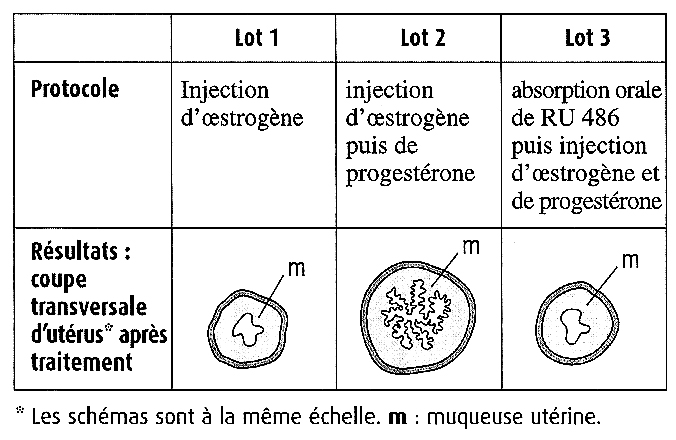 Lot 1
Lot 2
Lot 3
Protocole
Injection
d'œstrogène
injection
d'œstrogène
puis de
progestérone
absorption orale
de RU 486
puis injection
d'œstrogène et
de progestérone
Résultats :
coupe
transversale
d'utérus* après
traitement
m
m
m
* Les schémas sont à la même échelle. m : muqueuse utérine.